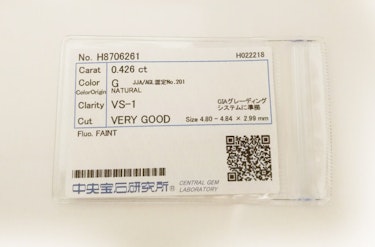 No. H8706261 H022218
Carat 0.426 ct
Color G JJA/AGL認定No.201
ColorOrigin NATURAL
Clarity VS-1 GIAグレーディング
システムに準拠
Cut VERY GOOD Size 4.80 - 4.84 × 2.98 mm
Fluo. FAINT
中央宝石研究所® CENTRAL GEM
LABORATORY